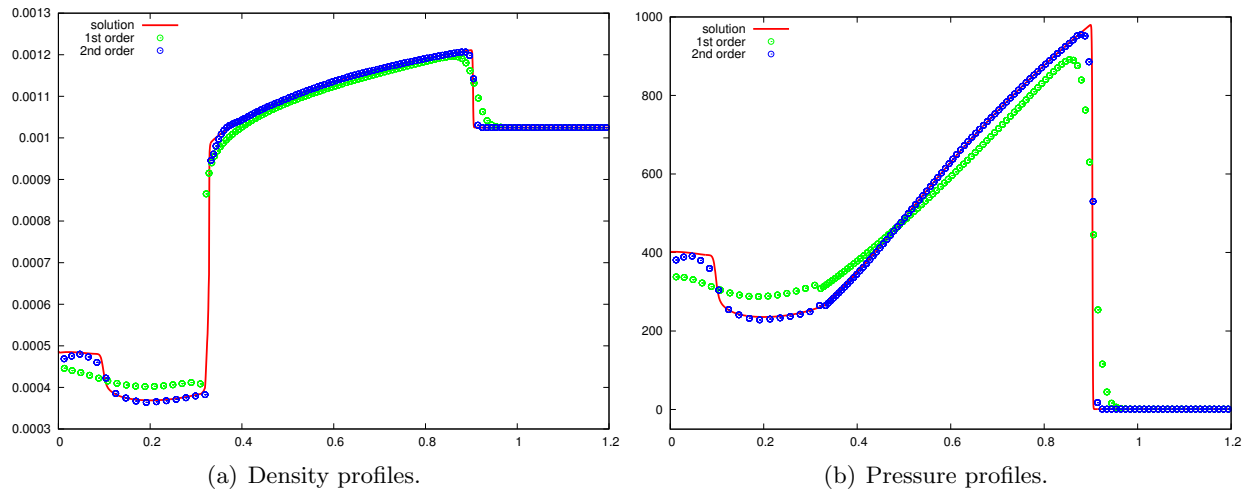 solution
1st order
2nd order
0.0013
0.0012
0.0011
0.001
0.0009
0.0008
0.0007
0.0006
0.0005
0.0004
0.0003
0 0.2 0.4 0.6 0.8 1 1.2
(a) Density profiles.
solution
1st order
2nd order
1000
800
600
400
200
0
0 0.2 0.4 0.6 0.8 1 1.2
(b) Pressure profiles.